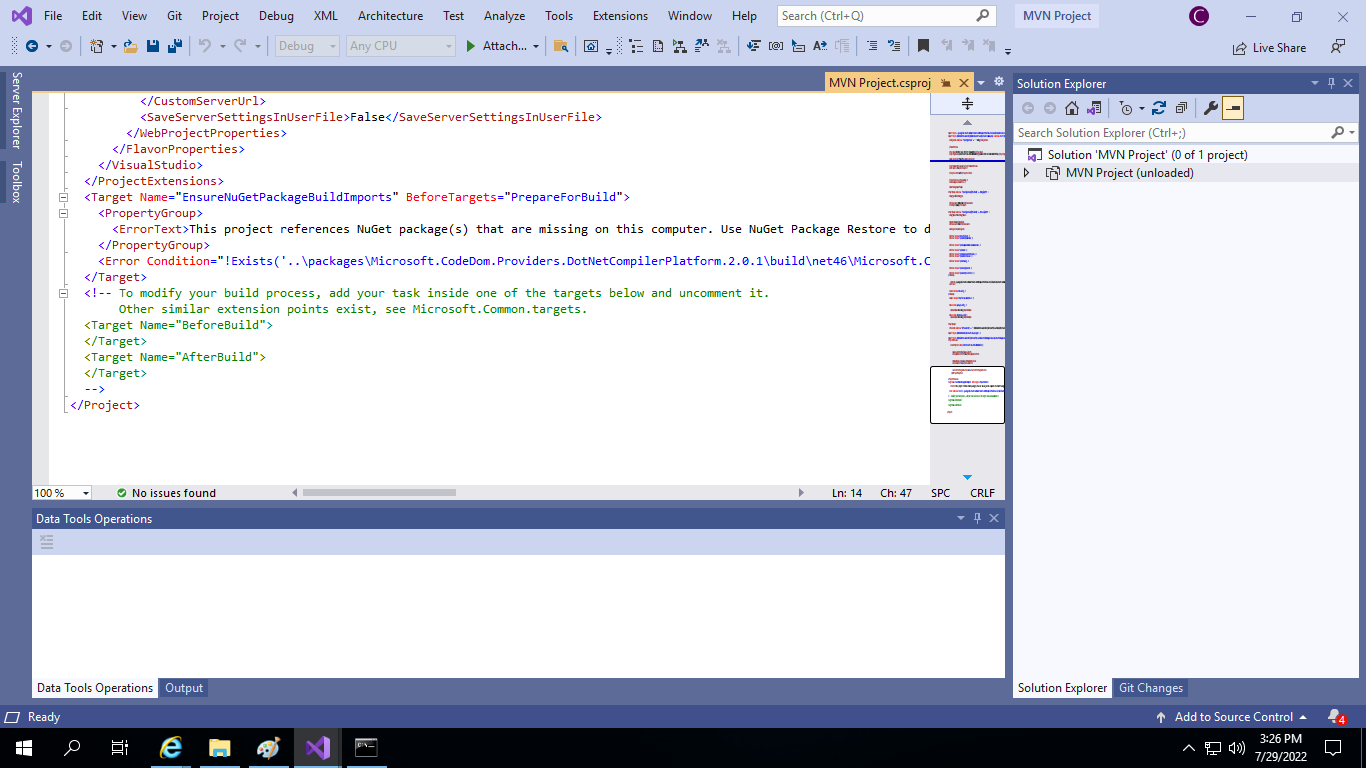 File Edit View Git Project Debug XML Architecture Test Analyze Tools Extensions Window Help Search (Ctrl+Q) MVN Project C
Debug Any CPU Attach... Live Share
Server Explorer
Toolbox
MVN Project.csproj
</CustomServerUrl>
<SaveServerSettingsInUserFile>False</SaveServerSettingsInUserFile>
</WebProjectProperties>
</FlavorProperties>
</VisualStudio>
</ProjectExtensions>
<Target Name="EnsureNuGetPackageBuildImports" BeforeTargets="PrepareForBuild">
<PropertyGroup>
<ErrorText>This project references NuGet package(s) that are missing on this computer. Use NuGet Package Restore to d
</PropertyGroup>
<Error Condition="!Exists('..\packages\Microsoft.CodeDom.Providers.DotNetCompilerPlatform.2.0.1\build\net46\Microsoft.C
</Target>
<!-- To modify your build process, add your task inside one of the targets below and uncomment it.
Other similar extension points exist, see Microsoft.Common.targets.
<Target Name="BeforeBuild">
</Target>
<Target Name="AfterBuild">
</Target>
-->
</Project>
100 % No issues found Ln: 14 Ch: 47 SPC CRLF
Data Tools Operations
Data Tools Operations Output
Solution Explorer
Search Solution Explorer (Ctrl+;)
Solution 'MVN Project' (0 of 1 project)
MVN Project (unloaded)
Solution Explorer Git Changes
Ready Add to Source Control 4
3:26 PM
7/29/2022